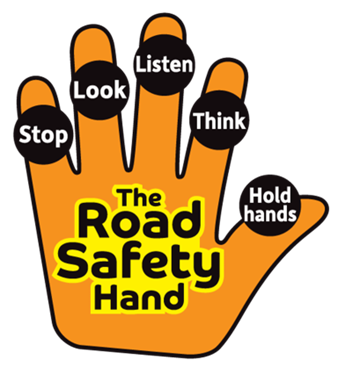 Stop
Look
Listen
Think
Hold
hands
The
Road
Safety
Hand